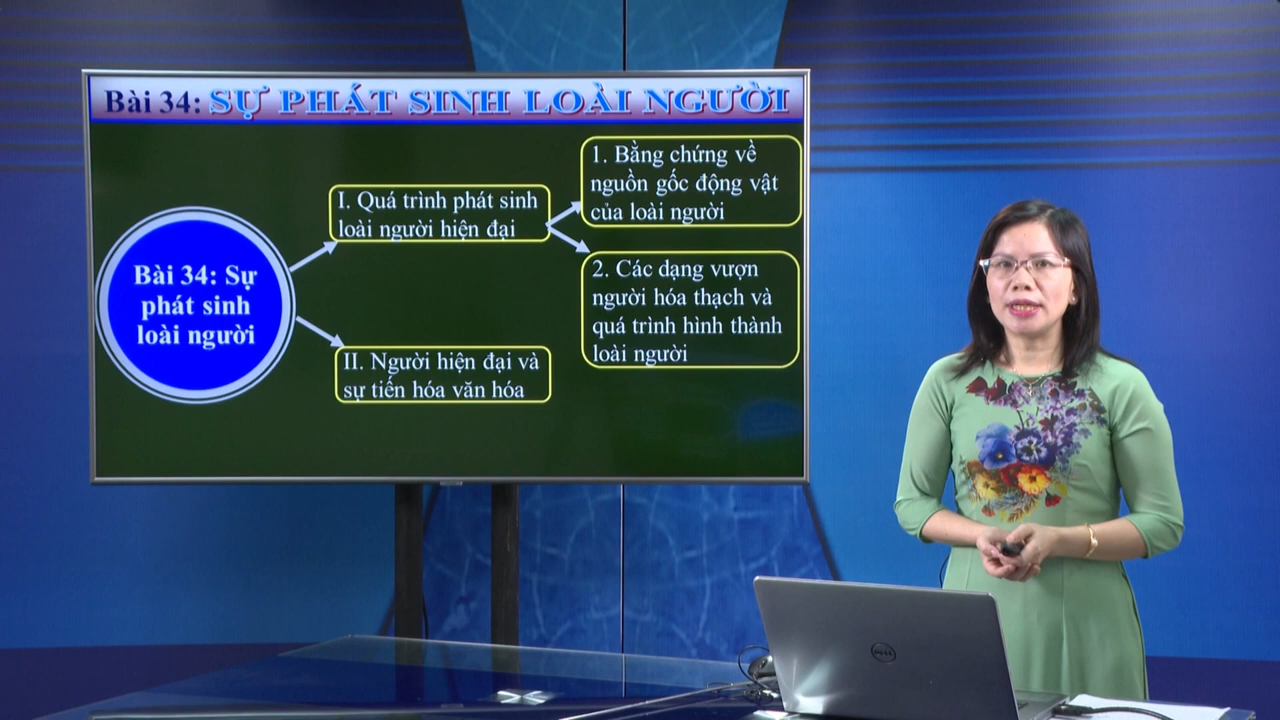 Bài 34: SỰ PHÁT SINH LOÀI NGƯỜI
Bài 34: Sự
phát sinh
loài người
I. Quá trình phát sinh
loài người hiện đại
1. Bằng chứng về
nguồn gốc động vật
của loài người
2. Các dạng vượn
người hóa thạch và
quá trình hình thành
loài người
II. Người hiện đại và
sự tiến hóa văn hóa
DELL